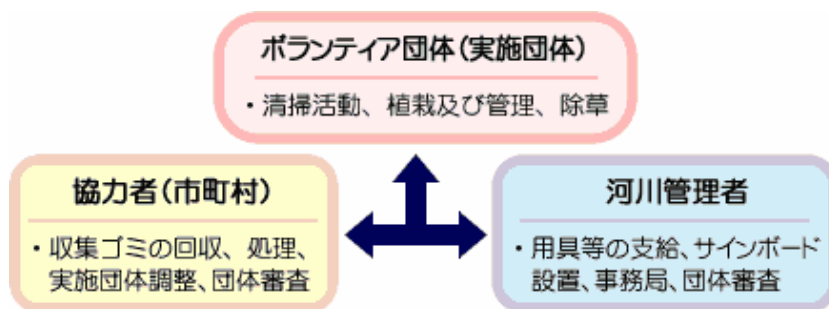 ボランティア団体(実施団体)
・清掃活動、植栽及び管理、除草
協力者(市町村)
・収集ゴミの回収、処理、
実施団体調整、団体審査
河川管理者
・用具等の支給、サインボード
設置、事務局、団体審査